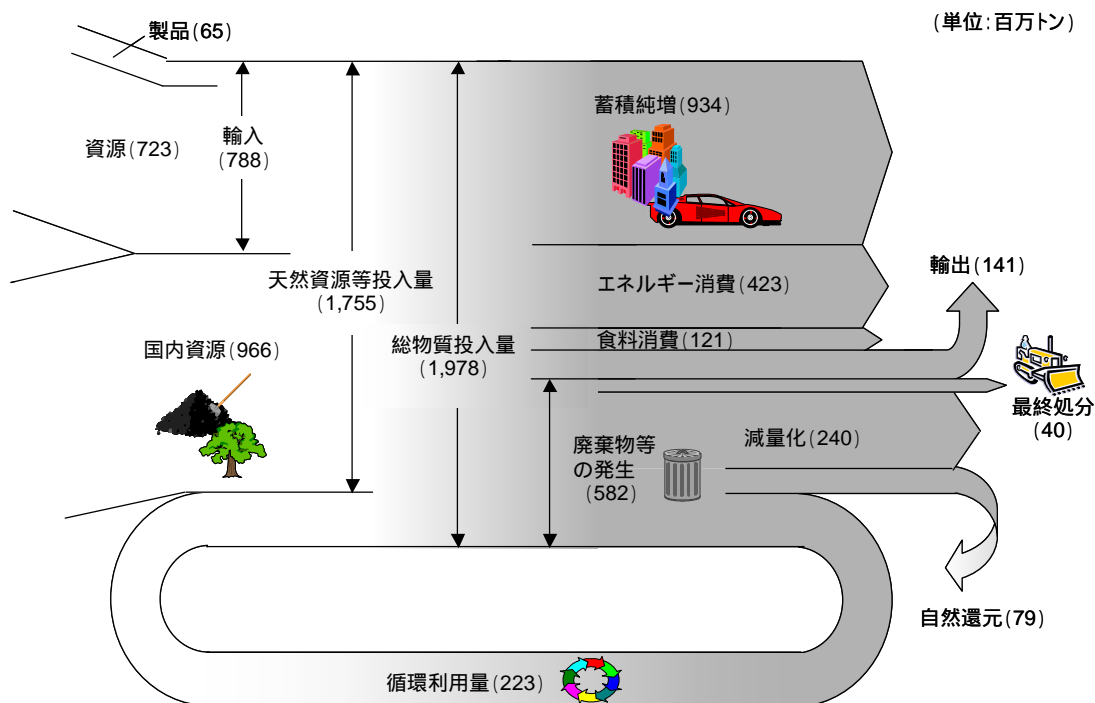 (単位:百万トン)
製品(65)
資源(723)
輸入
(788)
蓄積純増(934)
天然資源等投入量
(1,755)
エネルギー消費(423)
輸出(141)
国内資源(966)
総物質投入量
(1,978)
食料消費(121)
最終処分
(40)
廃棄物等
の発生
(582)
減量化(240)
自然還元(79)
循環利用量(223)